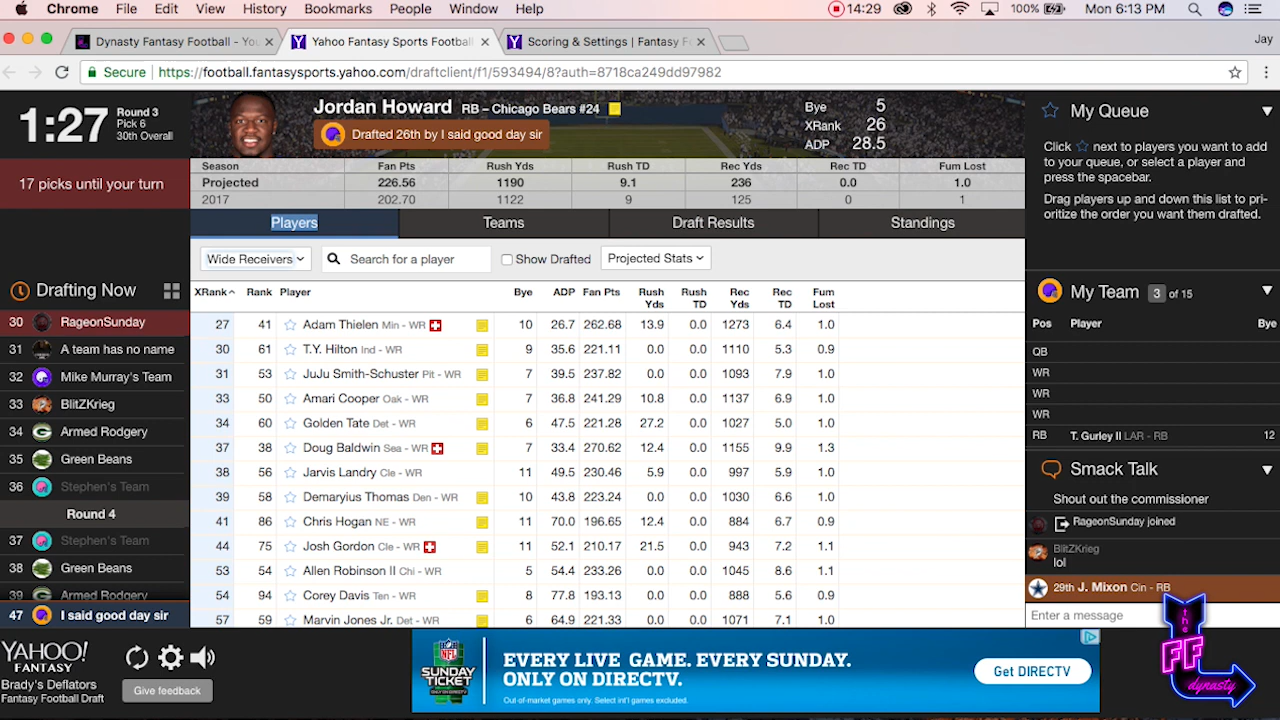 Chrome File Edit View History Bookmarks People Window Help 14:29 100% Mon 6:13 PM
Dynasty Fantasy Football - You Yahoo Fantasy Sports Football Scoring & Settings | Fantasy F Jay
Secure https://football.fantasysports.yahoo.com/draftclient/f1/593494/8?auth=8718ca249dd97982
1:27
Round 3
Pick 6
30th Overall
17 picks until your turn
Drafting Now
30 RageonSunday
31 A team has no name
32 Mike Murray's Team
33 BlitZKrieg
34 Armed Rodgery
35 Green Beans
36 Stephen's Team
Round 4
37 Stephen's Team
38 Green Beans
39 Armed Rodgery
47 I said good day sir
Jordan Howard RB – Chicago Bears #24
Drafted 26th by I said good day sir
Bye 5
XRank 26
ADP 28.5
Season Fan Pts Rush Yds Rush TD Rec Yds Rec TD Fum Lost
Projected 226.56 1190 9.1 236 0.0 1.0
2017 202.70 1122 9 125 0 1
Players Teams Draft Results Standings
Wide Receivers Search for a player Show Drafted Projected Stats
XRank Rank Player Bye ADP Fan Pts Rush Yds Rush TD Rec Yds Rec TD Fum Lost
27 41 Adam Thielen Min - WR 10 26.7 262.68 13.9 0.0 1273 6.4 1.0
30 61 T.Y. Hilton Ind - WR 9 35.6 221.11 0.0 0.0 1110 5.3 0.9
31 53 JuJu Smith-Schuster Pit - WR 7 39.5 237.82 0.0 0.0 1093 7.9 1.0
33 50 Amari Cooper Oak - WR 7 36.8 241.29 10.8 0.0 1137 6.9 1.0
34 60 Golden Tate Det - WR 6 47.5 221.28 27.2 0.0 1027 5.0 1.0
37 38 Doug Baldwin Sea - WR 7 33.4 270.62 12.4 0.0 1155 9.9 1.3
38 56 Jarvis Landry Cle - WR 11 49.5 230.46 5.9 0.0 997 5.9 1.0
39 58 Demaryius Thomas Den - WR 10 43.8 223.24 0.0 0.0 1030 6.6 1.0
41 86 Chris Hogan NE - WR 11 70.0 196.65 12.4 0.0 884 6.7 0.9
44 75 Josh Gordon Cle - WR 11 52.1 210.17 21.5 0.0 943 7.2 1.1
53 54 Allen Robinson II Chi - WR 5 54.4 233.26 0.0 0.0 1045 8.6 1.1
54 94 Corey Davis Ten - WR 8 77.8 193.13 0.0 0.0 888 5.6 0.9
57 59 Marvin Jones Jr. Det - WR 6 64.9 221.33 0.0 0.0 1071 7.1 1.0
My Queue
Click next to players you want to add
to your queue, or select a player and
press the spacebar.
Drag players up and down this list to pri-
oritize the order you want them drafted.
My Team 3 of 15
Pos Player Bye
QB
WR
WR
WR
RB T. Gurley II LAR - RB 12
Smack Talk
Shout out the commissioner
RageonSunday joined
BlitZKrieg
lol
29th J. Mixon Cin - RB
Enter a message
YAHOO!
FANTASY
Brady's Deflators
Fantasy Football Draft
Give feedback
NFL
SUNDAY
TICKET
ONLY ON DIRECTV
EVERY LIVE GAME. EVERY SUNDAY.
ONLY ON DIRECTV.
Out-of-market games only. Select int'l games excluded.
Get DIRECTV
the
FF
dynasty